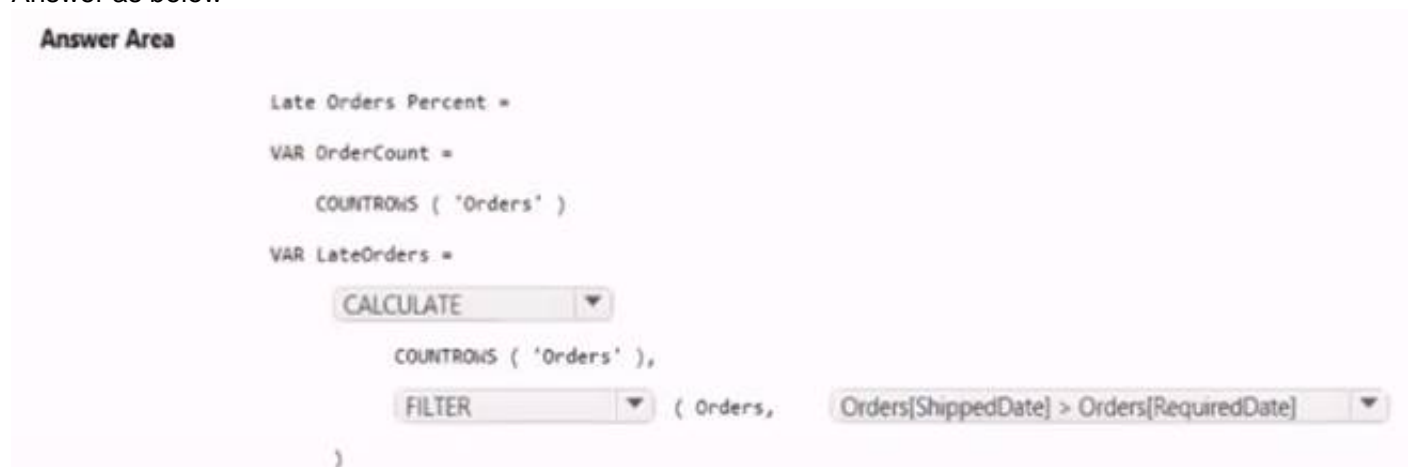 Answer as below
Answer Area
Late Orders Percent =
VAR OrderCount =
COUNTROWS ( 'Orders' )
VAR LateOrders =
CALCULATE
COUNTROWS ( 'Orders' ),
FILTER ( Orders, Orders[ShippedDate] > Orders[RequiredDate]
)